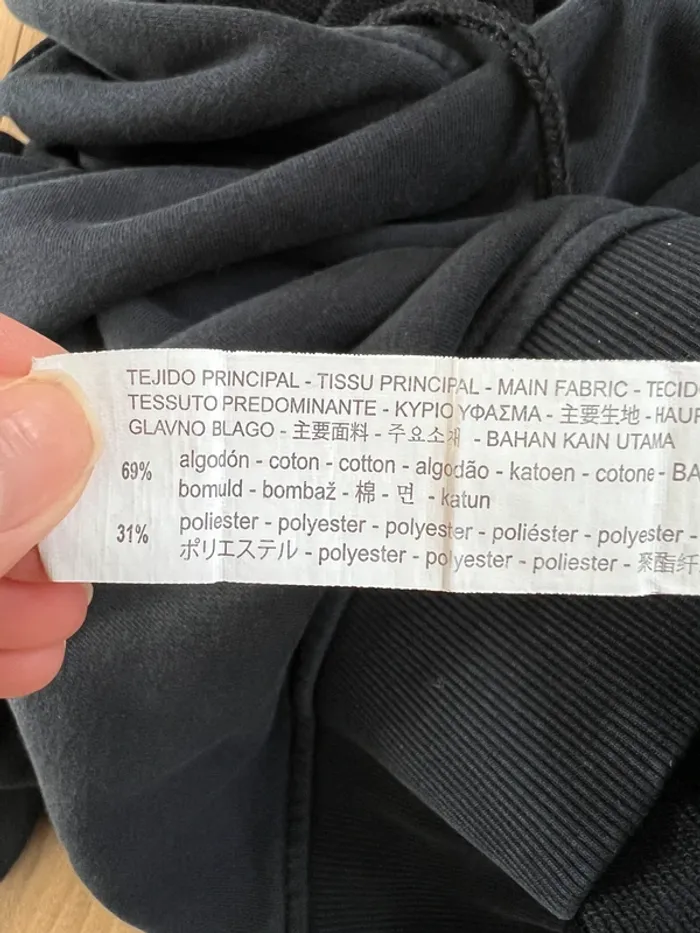 TEJIDO PRINCIPAL - TISSU PRINCIPAL - MAIN FABRIC - TECID
TESSUTO PREDOMINANTE - ΚΥΡΙΟ ΥΦΑΣΜΑ - 主要生地 - HAUP
GLAVNO BLAGO - 主要面料 - 주요소재 - BAHAN KAIN UTAMA
69% algodón - coton - cotton - algodão - katoen - cotone - BA
bomuld - bombaž - 棉 - 면 - katun
31% poliester - polyester - polyester - poliéster - polyester -
ポリエステル - polyester - polyester - poliester - 聚酯纤